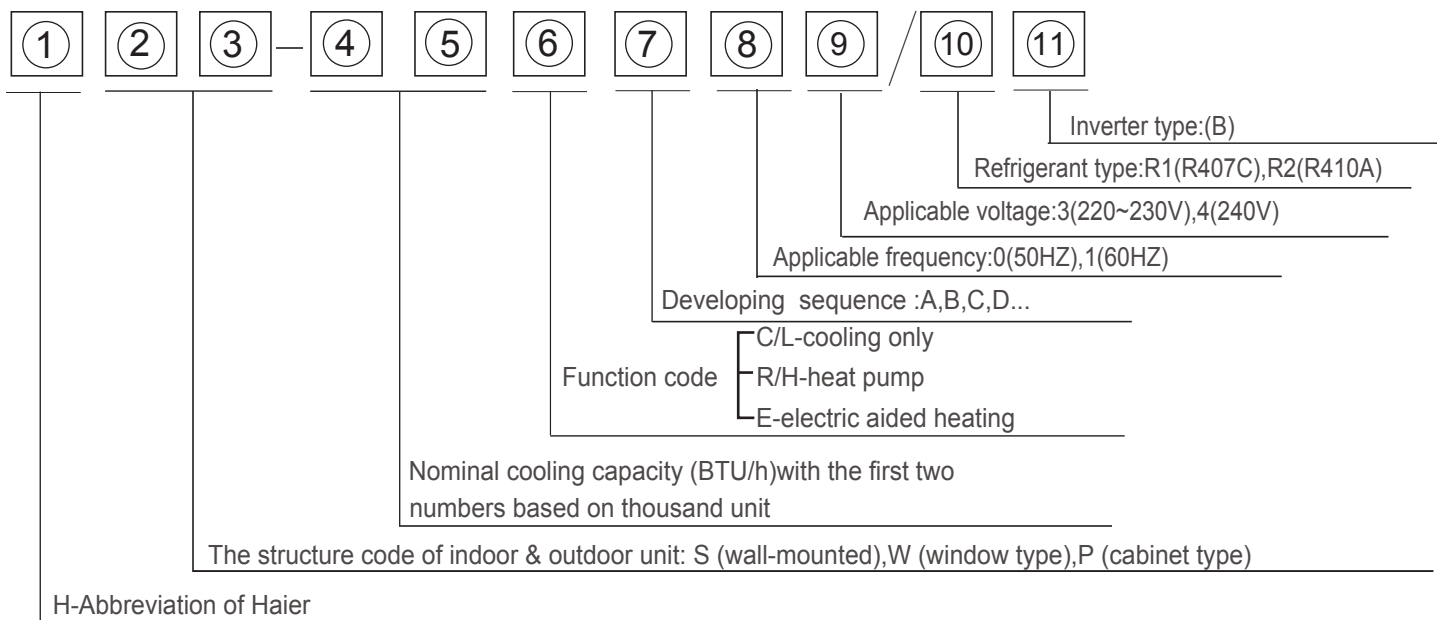 ① ② ③ — ④ ⑤ ⑥ ⑦ ⑧ ⑨ / ⑩ ⑪
Inverter type:(B)
Refrigerant type:R1(R407C),R2(R410A)
Applicable voltage:3(220~230V),4(240V)
Applicable frequency:0(50HZ),1(60HZ)
Developing sequence :A,B,C,D...
C/L-cooling only
Function code R/H-heat pump
E-electric aided heating
Nominal cooling capacity (BTU/h)with the first two
numbers based on thousand unit
The structure code of indoor & outdoor unit: S (wall-mounted),W (window type),P (cabinet type)
H-Abbreviation of Haier